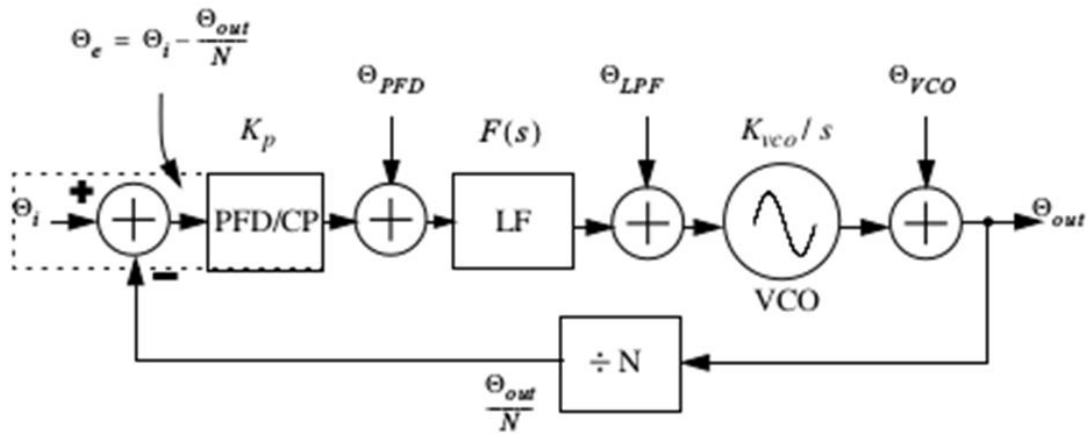 Θe = Θi - Θout/N
ΘPFD
ΘLPF
ΘVCO
Kp
F(s)
Kvco / s
+
Θi
+
PFD/CP
+
LF
+
+
Θout
−
VCO
÷ N
Θout/N